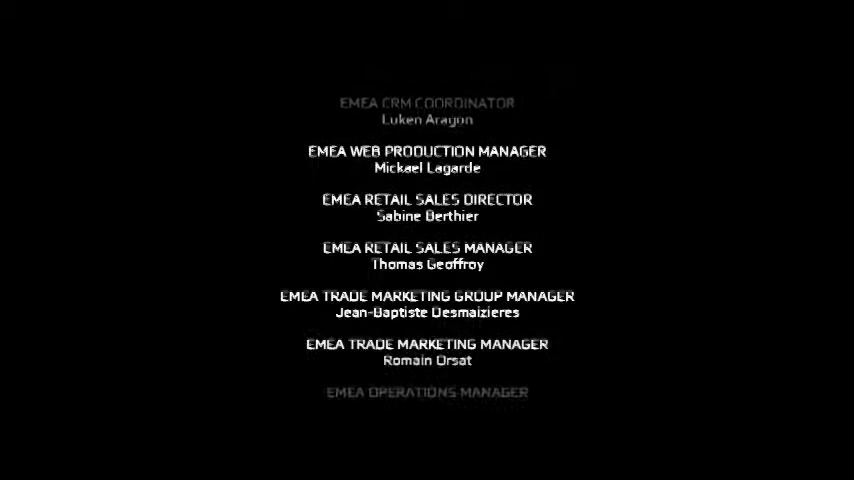 EMEA CRM COORDINATOR
Luken Aragon
EMEA WEB PRODUCTION MANAGER
Mickael Lagarde
EMEA RETAIL SALES DIRECTOR
Sabine Berthier
EMEA RETAIL SALES MANAGER
Thomas Geoffroy
EMEA TRADE MARKETING GROUP MANAGER
Jean-Baptiste Desmaizieres
EMEA TRADE MARKETING MANAGER
Romain Orsat
EMEA OPERATIONS MANAGER